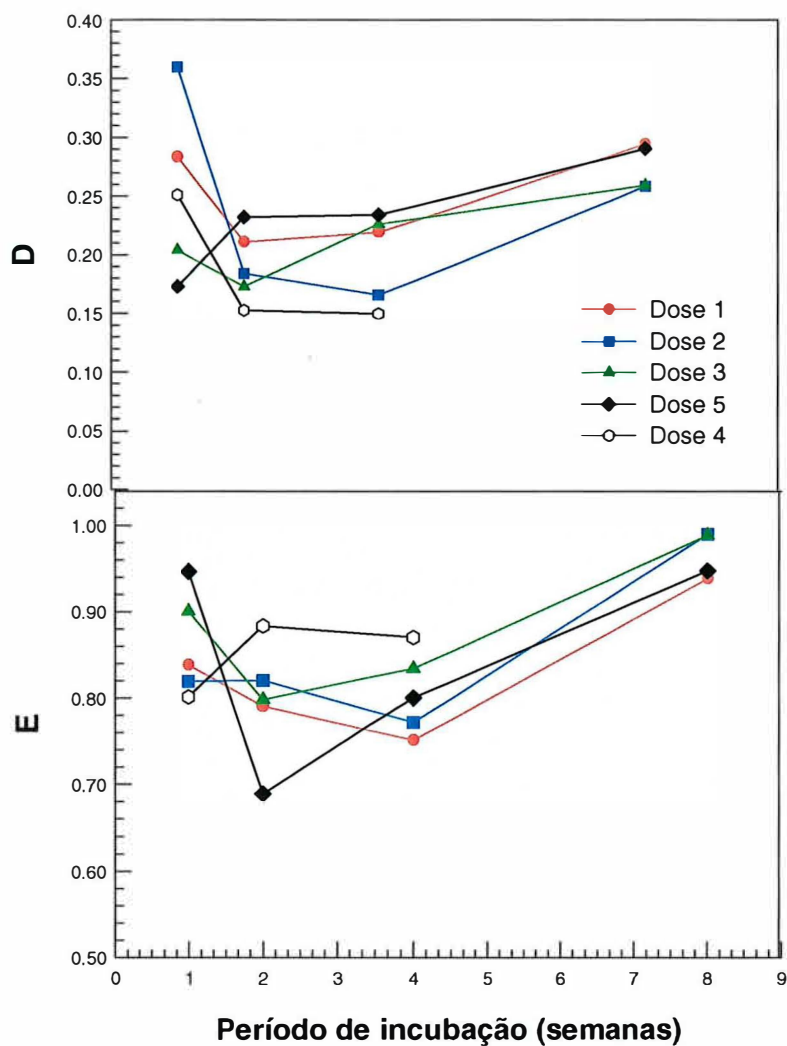 0.40
0.35
0.30
0.25
0.20
0.15
0.10
0.05
0.00
D
Dose 1
Dose 2
Dose 3
Dose 5
Dose 4
1.00
0.90
0.80
0.70
0.60
0.50
E
0 1 2 3 4 5 6 7 8 9
Período de incubação (semanas)